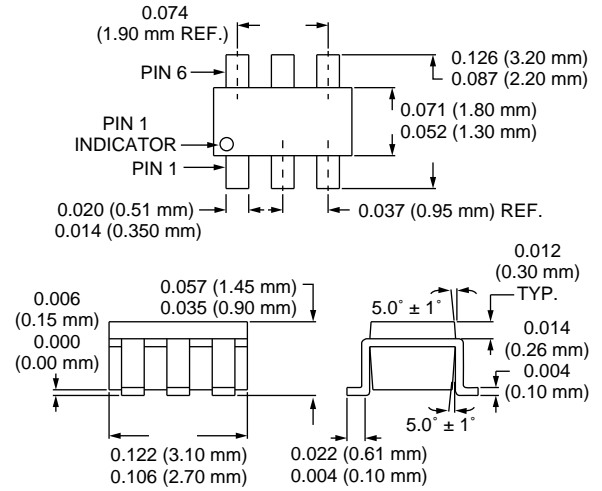 0.074
(1.90 mm REF.)
PIN 6
0.126 (3.20 mm)
0.087 (2.20 mm)
0.071 (1.80 mm)
0.052 (1.30 mm)
PIN 1
INDICATOR
PIN 1
0.020 (0.51 mm)
0.014 (0.350 mm)
0.037 (0.95 mm) REF.
0.006
(0.15 mm)
0.000
(0.00 mm)
0.057 (1.45 mm)
0.035 (0.90 mm)
0.122 (3.10 mm)
0.106 (2.70 mm)
5.0° ± 1°
0.012
(0.30 mm)
TYP.
0.014
(0.26 mm)
0.004
(0.10 mm)
5.0° ± 1°
0.022 (0.61 mm)
0.004 (0.10 mm)